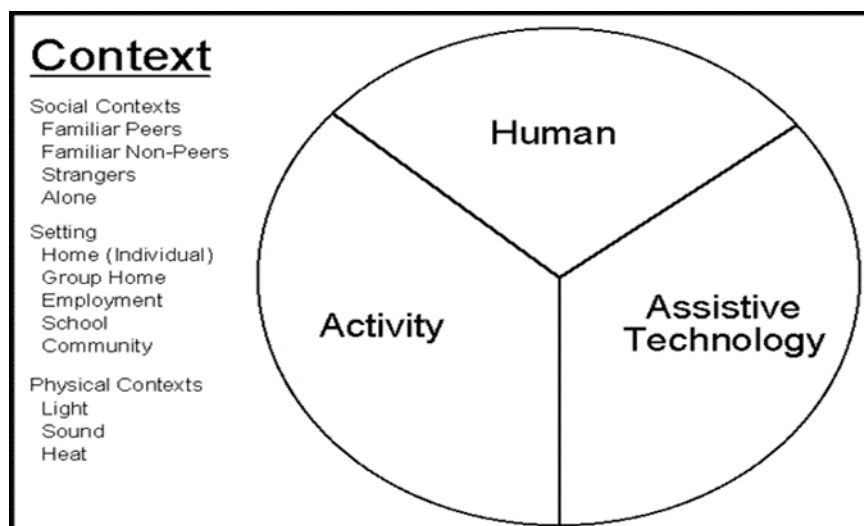 Context
Social Contexts
Familiar Peers
Familiar Non-Peers
Strangers
Alone
Setting
Home (Individual)
Group Home
Employment
School
Community
Physical Contexts
Light
Sound
Heat
Human
Activity
Assistive
Technology